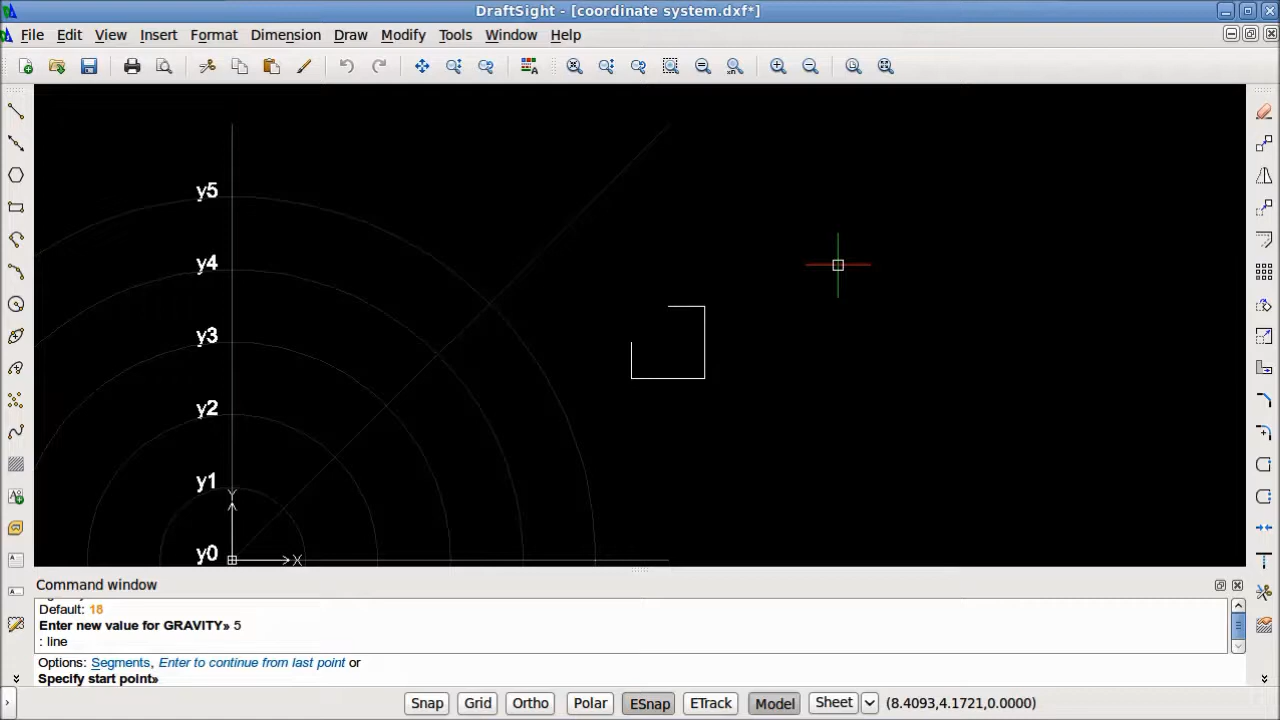 DraftSight - [coordinate system.dxf*]
File Edit View Insert Format Dimension Draw Modify Tools Window Help
y5
y4
y3
y2
y1
Y
y0
X
Command window
Default: 18
Enter new value for GRAVITY» 5
: line
Options: Segments, Enter to continue from last point or
Specify start point»
Snap Grid Ortho Polar ESnap ETrack Model Sheet (8.4093,4.1721,0.0000)